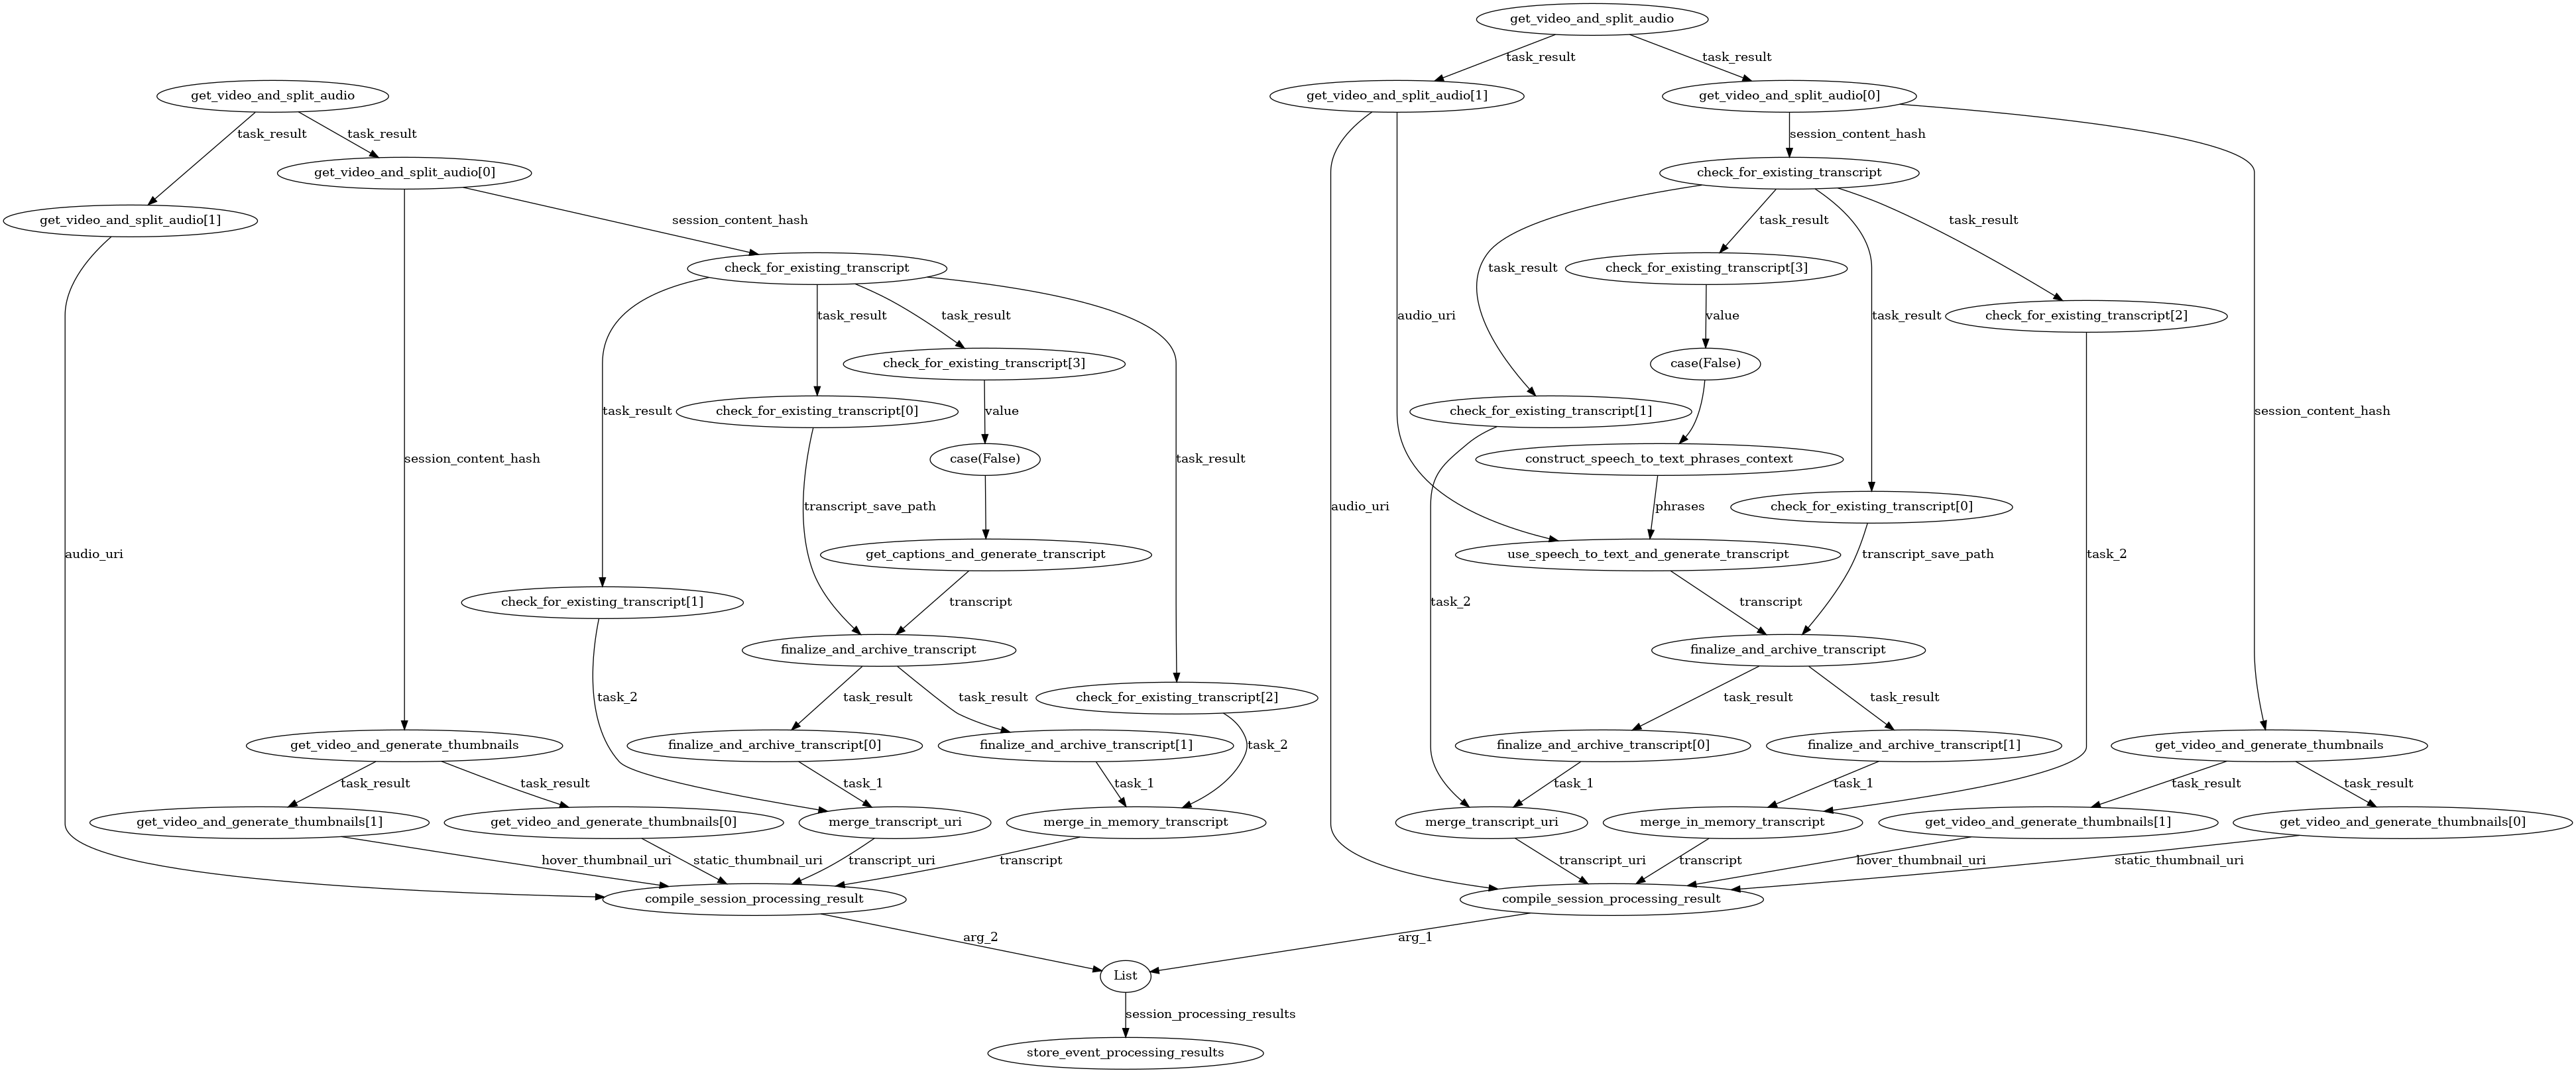 get_video_and_split_audio
task_result
task_result
get_video_and_split_audio
get_video_and_split_audio[1]
get_video_and_split_audio[0]
task_result
task_result
session_content_hash
get_video_and_split_audio[0]
check_for_existing_transcript
get_video_and_split_audio[1]
session_content_hash
task_result
task_result
check_for_existing_transcript
task_result
check_for_existing_transcript[3]
task_result
task_result
audio_uri
value
task_result
check_for_existing_transcript[2]
check_for_existing_transcript[3]
case(False)
task_result
check_for_existing_transcript[0]
value
check_for_existing_transcript[1]
session_content_hash
session_content_hash
case(False)
task_result
construct_speech_to_text_phrases_context
transcript_save_path
audio_uri
phrases
check_for_existing_transcript[0]
audio_uri
get_captions_and_generate_transcript
use_speech_to_text_and_generate_transcript
transcript_save_path
task_2
check_for_existing_transcript[1]
transcript
task_2
transcript
finalize_and_archive_transcript
finalize_and_archive_transcript
task_2
task_result
task_result
check_for_existing_transcript[2]
task_result
task_result
get_video_and_generate_thumbnails
finalize_and_archive_transcript[0]
finalize_and_archive_transcript[1]
task_2
finalize_and_archive_transcript[0]
finalize_and_archive_transcript[1]
get_video_and_generate_thumbnails
task_result
task_result
task_1
task_1
task_1
task_1
task_result
task_result
get_video_and_generate_thumbnails[1]
get_video_and_generate_thumbnails[0]
merge_transcript_uri
merge_in_memory_transcript
merge_transcript_uri
merge_in_memory_transcript
get_video_and_generate_thumbnails[1]
get_video_and_generate_thumbnails[0]
hover_thumbnail_uri
static_thumbnail_uri
transcript_uri
transcript
transcript_uri
transcript
hover_thumbnail_uri
static_thumbnail_uri
compile_session_processing_result
compile_session_processing_result
arg_2
arg_1
List
session_processing_results
store_event_processing_results